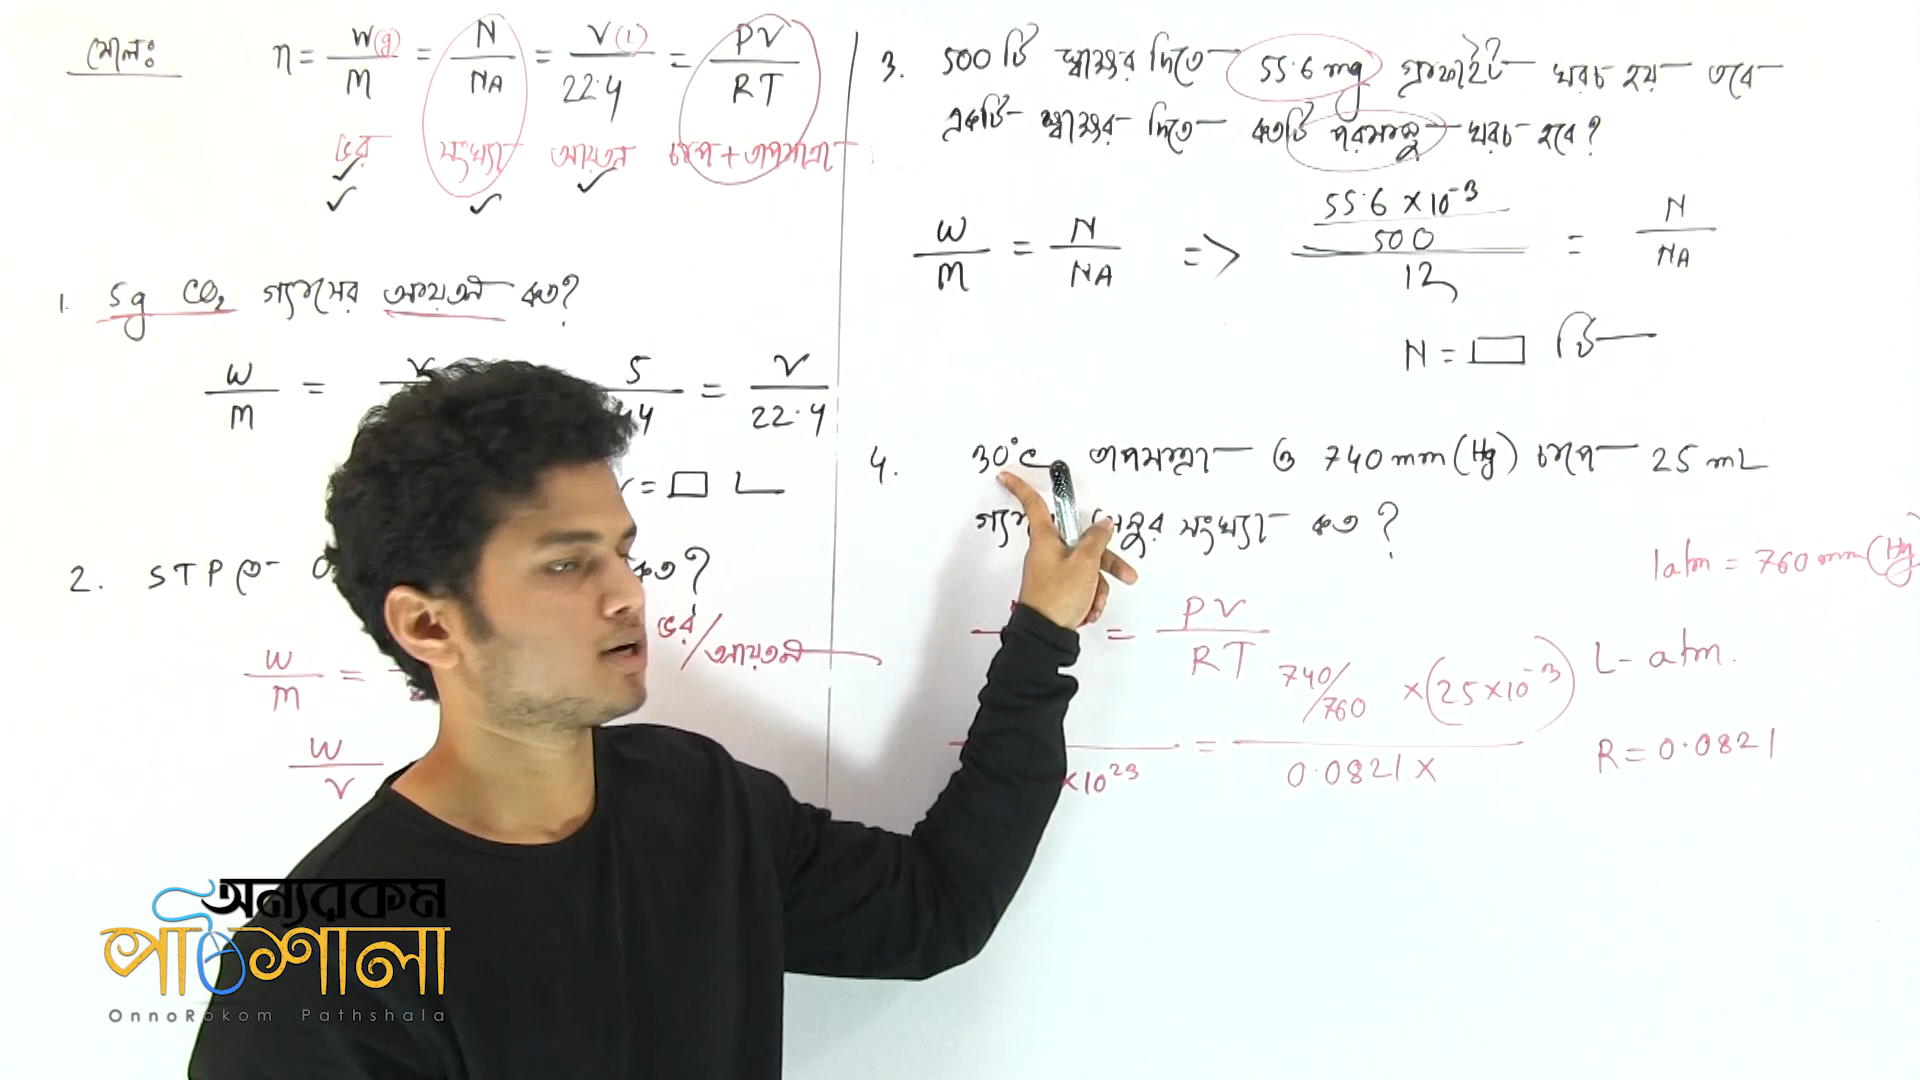 মোলঃ n = W(g)/M = N/NA = V(L)/22.4 = PV/RT
ভর সংখ্যা আয়তন চাপ + তাপমাত্রা
1. 5g CO₂ গ্যাসের আয়তন কত?
W/M = V 5/44 = V/22.4
= □ L
2. STP তে কত?
ভর/আয়তন
W/M =
W/V
3. 500 টি স্বাক্ষর দিতে 55.6 mg গ্রাফাইট খরচ হয় তবে
একটি স্বাক্ষর দিতে কতটি পরমাণু খরচ হবে?
W/M = N/NA => 55.6 × 10⁻³/500/12 = N/NA
N = □ টি
4. 30°C তাপমাত্রা ও 740 mm (Hg) চাপে 25 mL
অনুর সংখ্যা কত?
1 atm = 760 mm (Hg)
= PV/RT
L - atm.
= 740/760 × (25×10⁻³)
×10²³ 0.0821 ×
R = 0.0821
অন্যরকম
পাঠশালা
OnnoRokom Pathshala